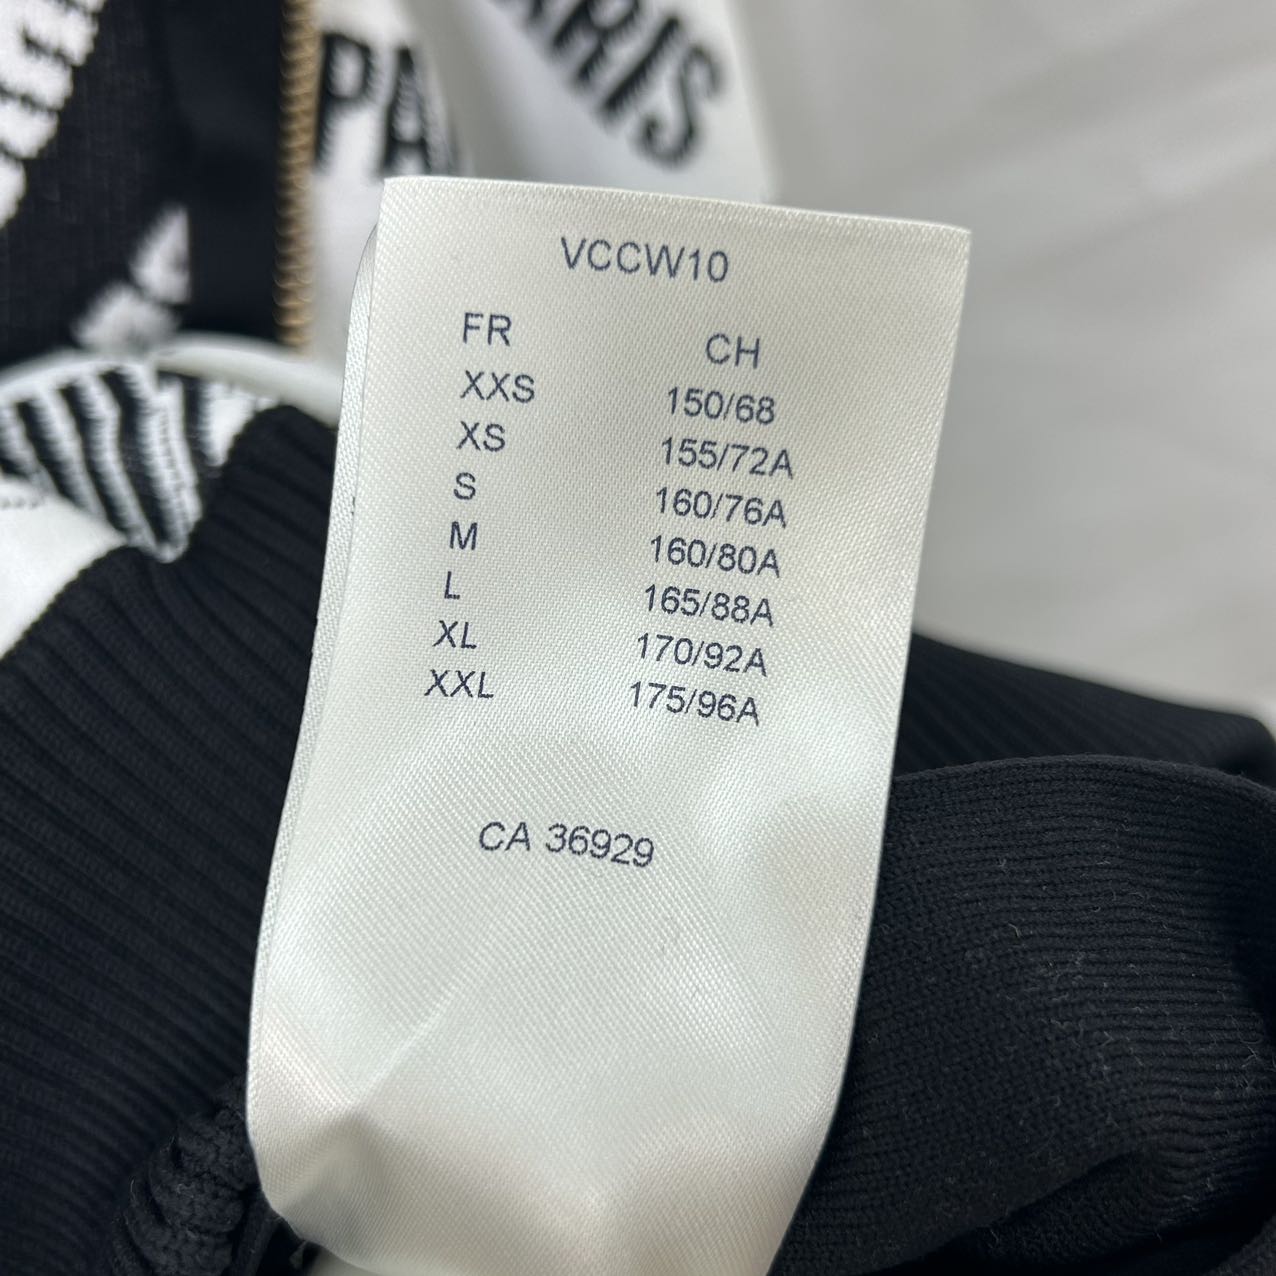 PARIS
PA
VCCW10
FR CH
XXS 150/68
XS 155/72A
S 160/76A
M 160/80A
L 165/88A
XL 170/92A
XXL 175/96A
CA 36929